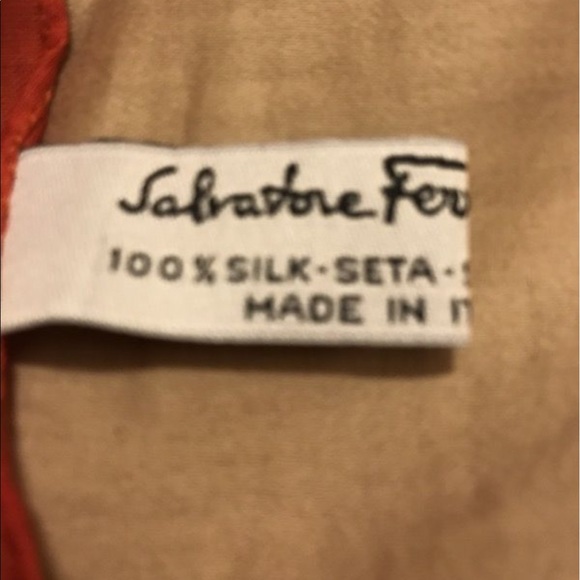 Salvatore Fer
100% SILK-SETA-
MADE IN IT